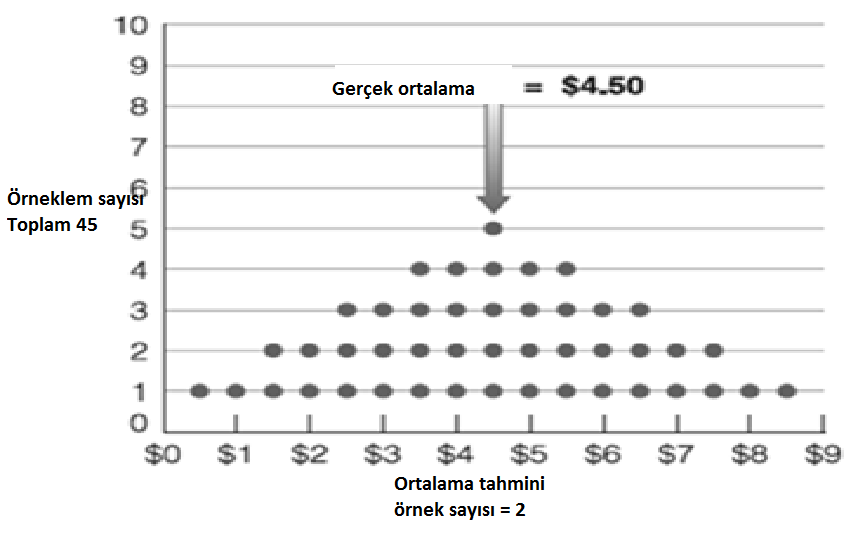 10
9
Gerçek ortalama = $4.50
8
7
6
Örneklem sayısı
Toplam 45
5
4
3
2
1
0
$0 $1 $2 $3 $4 $5 $6 $7 $8 $9
Ortalama tahmini
örnek sayısı = 2